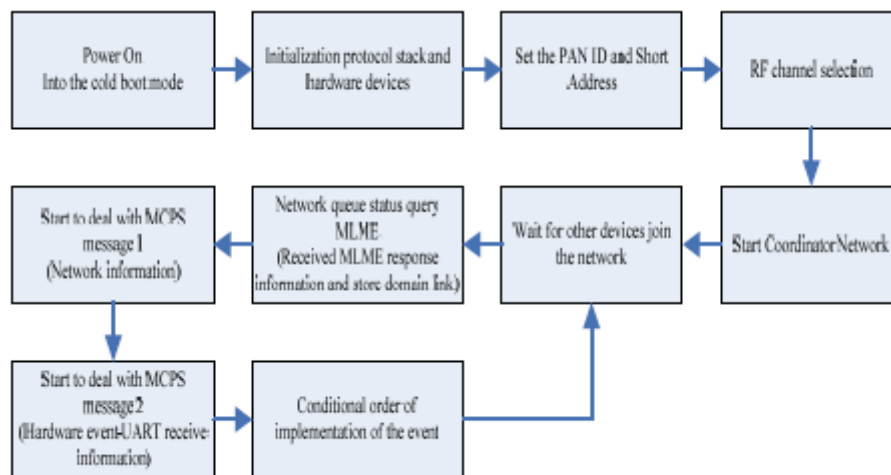 Power On
Into the cold boot mode
Initialization protocol stack and
hardware devices
Set the PAN ID and Short
Address
RF channel selection
Start Coordinator Network
Wait for other devices join
the network
Network queue status query
MLME
(Received MLME response
information and store domain link)
Start to deal with MCPS
message 1
(Network information)
Start to deal with MCPS
message 2
(Hardware event-UART receive
information)
Conditional order of
implementation of the event